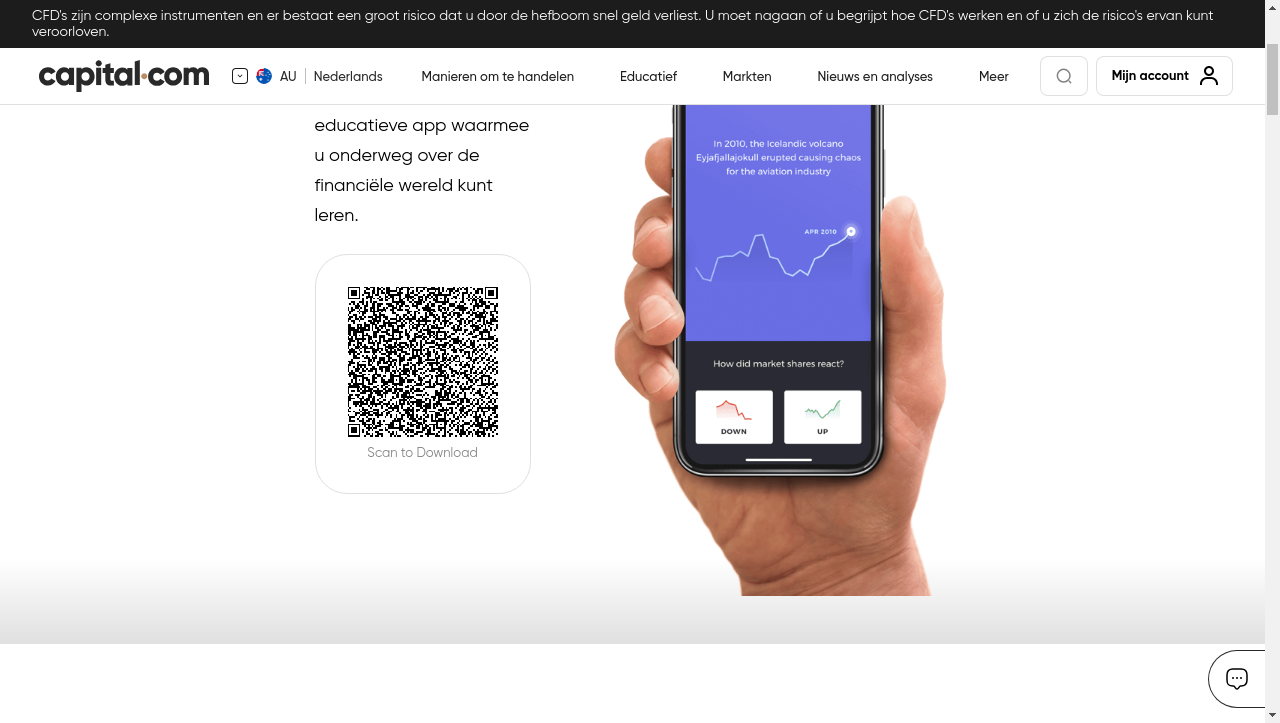 CFD's zijn complexe instrumenten en er bestaat een groot risico dat u door de hefboom snel geld verliest. U moet nagaan of u begrijpt hoe CFD's werken en of u zich de risico's ervan kunt
veroorloven.
capital.com
AU
Nederlands
Manieren om te handelen
Educatief
Markten
Nieuws en analyses
Meer
Mijn account
educatieve app waarmee
u onderweg over de
financiële wereld kunt
leren.
Scan to Download
In 2010, the Icelandic volcano
Eyjafjallajokull erupted causing chaos
for the aviation industry
APR 2010
How did market shares react?
DOWN
UP